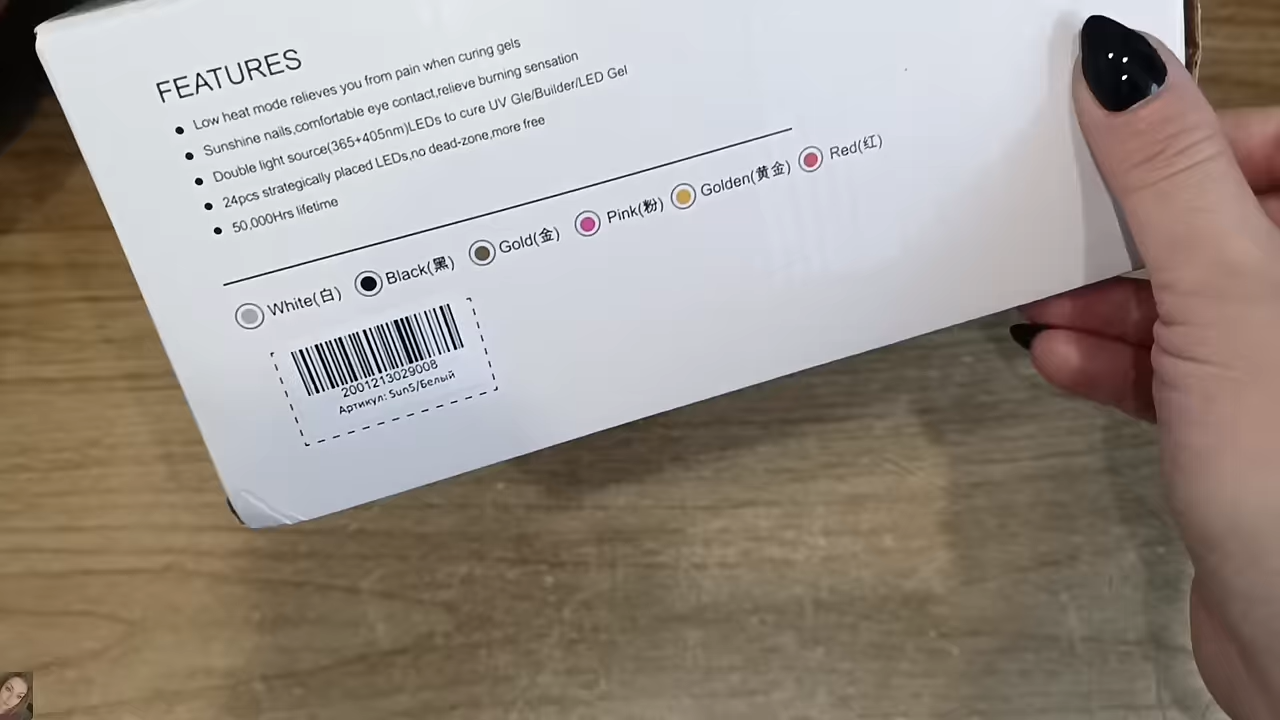 FEATURES
Low heat mode relieves you from pain when curing gels
Sunshine nails,comfortable eye contact,relieve burning sensation
Double light source(365+405nm)LEDs to cure UV Gle/Builder/LED Gel
24pcs strategically placed LEDs,no dead-zone,more free
50,000Hrs lifetime
White(白) Black(黑) Gold(金) Pink(粉) Golden(黄金) Red(红)
2001213029008
Артикул: Sun5/Белый